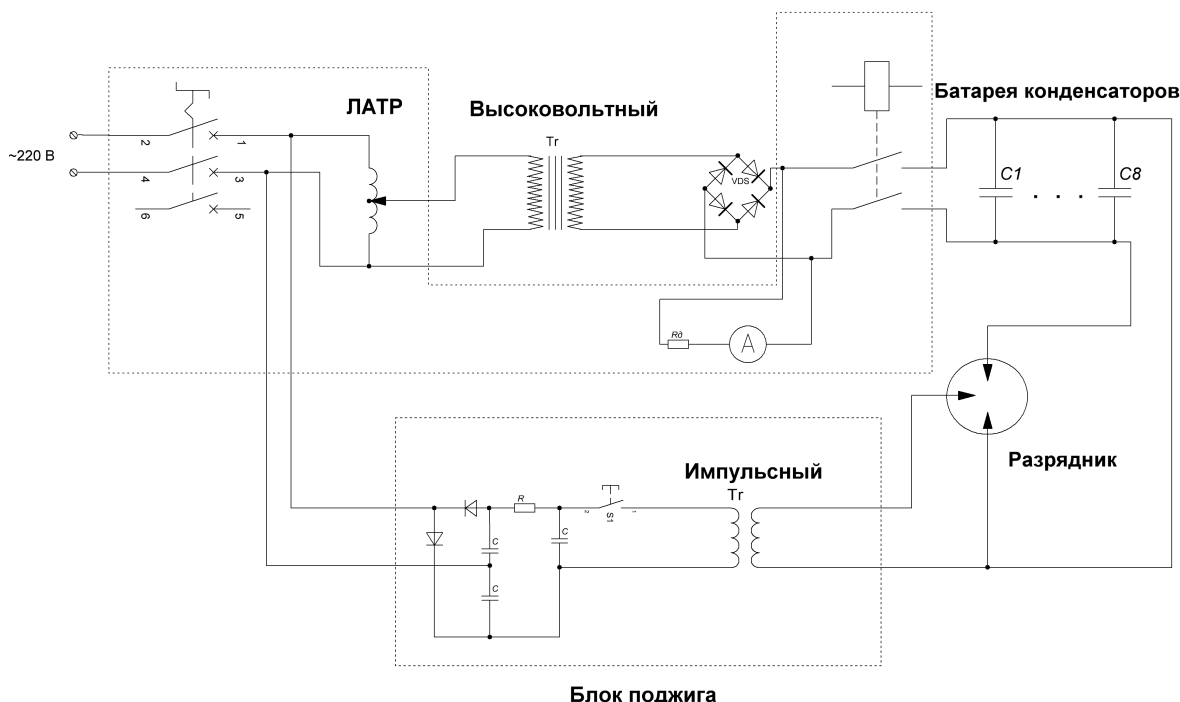 Батарея конденсаторов
ЛАТР
Высоковольтный
Tr
2
1
~220 В
4
3
6
5
VDS
C1
. . .
C8
Rд
A
Разрядник
Импульсный
Tr
R
2
S1
1
C
C
C
Блок поджига